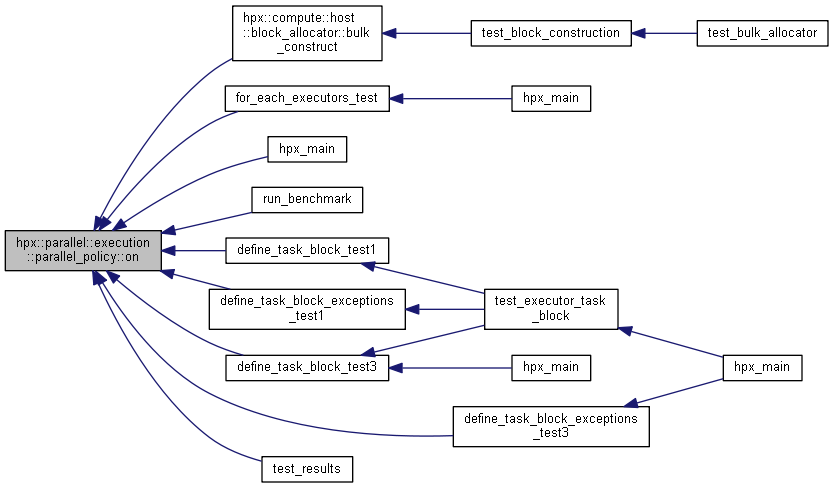 hpx::compute::host
::block_allocator::bulk
_construct
test_block_construction
test_bulk_allocator
for_each_executors_test
hpx_main
hpx_main
run_benchmark
hpx::parallel::execution
::parallel_policy::on
define_task_block_test1
define_task_block_exceptions
_test1
test_executor_task
_block
define_task_block_test3
hpx_main
hpx_main
define_task_block_exceptions
_test3
test_results